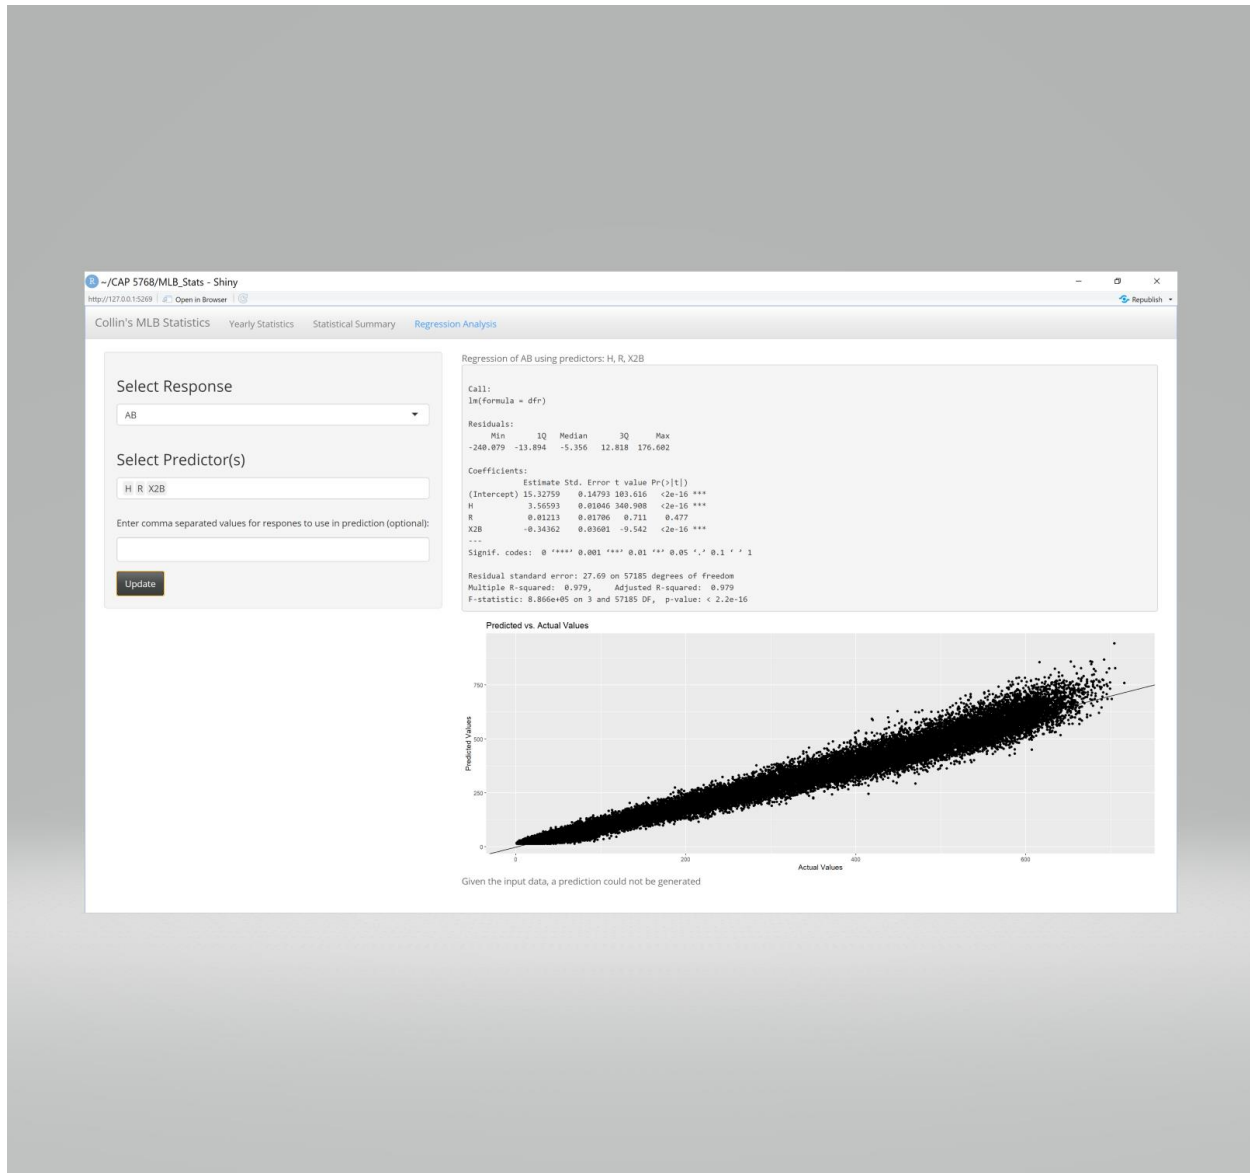 ~/CAP 5768/MLB_Stats - Shiny
http://127.0.0.1:5269 Open in Browser Republish
Collin's MLB Statistics Yearly Statistics Statistical Summary Regression Analysis
Select Response
AB
Select Predictor(s)
H R X2B
Enter comma separated values for respones to use in prediction (optional):
Update
Regression of AB using predictors: H, R, X2B
Call:
lm(formula = dfr)
Residuals:
Min 1Q Median 3Q Max
-240.079 -13.894 -5.356 12.818 176.602
Coefficients:
Estimate Std. Error t value Pr(>|t|)
(Intercept) 15.32759 0.14793 103.616 <2e-16 ***
H 3.56593 0.01046 340.908 <2e-16 ***
R 0.01213 0.01706 0.711 0.477
X2B -0.34362 0.03601 -9.542 <2e-16 ***
---
Signif. codes: 0 ‘***’ 0.001 ‘**’ 0.01 ‘*’ 0.05 ‘.’ 0.1 ‘ ’ 1
Residual standard error: 27.69 on 57185 degrees of freedom
Multiple R-squared: 0.979, Adjusted R-squared: 0.979
F-statistic: 8.866e+05 on 3 and 57185 DF, p-value: < 2.2e-16
Predicted vs. Actual Values
Predicted Values
750
500
250
0
0 200 400 600
Actual Values
Given the input data, a prediction could not be generated